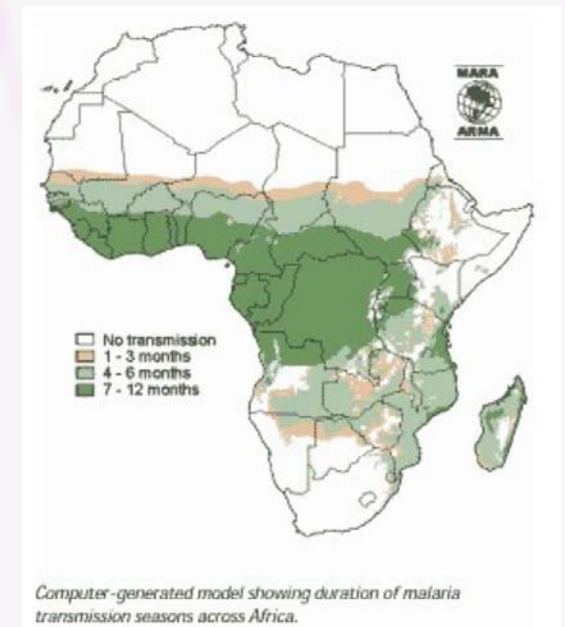 MARA
ARMA
No transmission
1 - 3 months
4 - 6 months
7 - 12 months
Computer-generated model showing duration of malaria
transmission seasons across Africa.